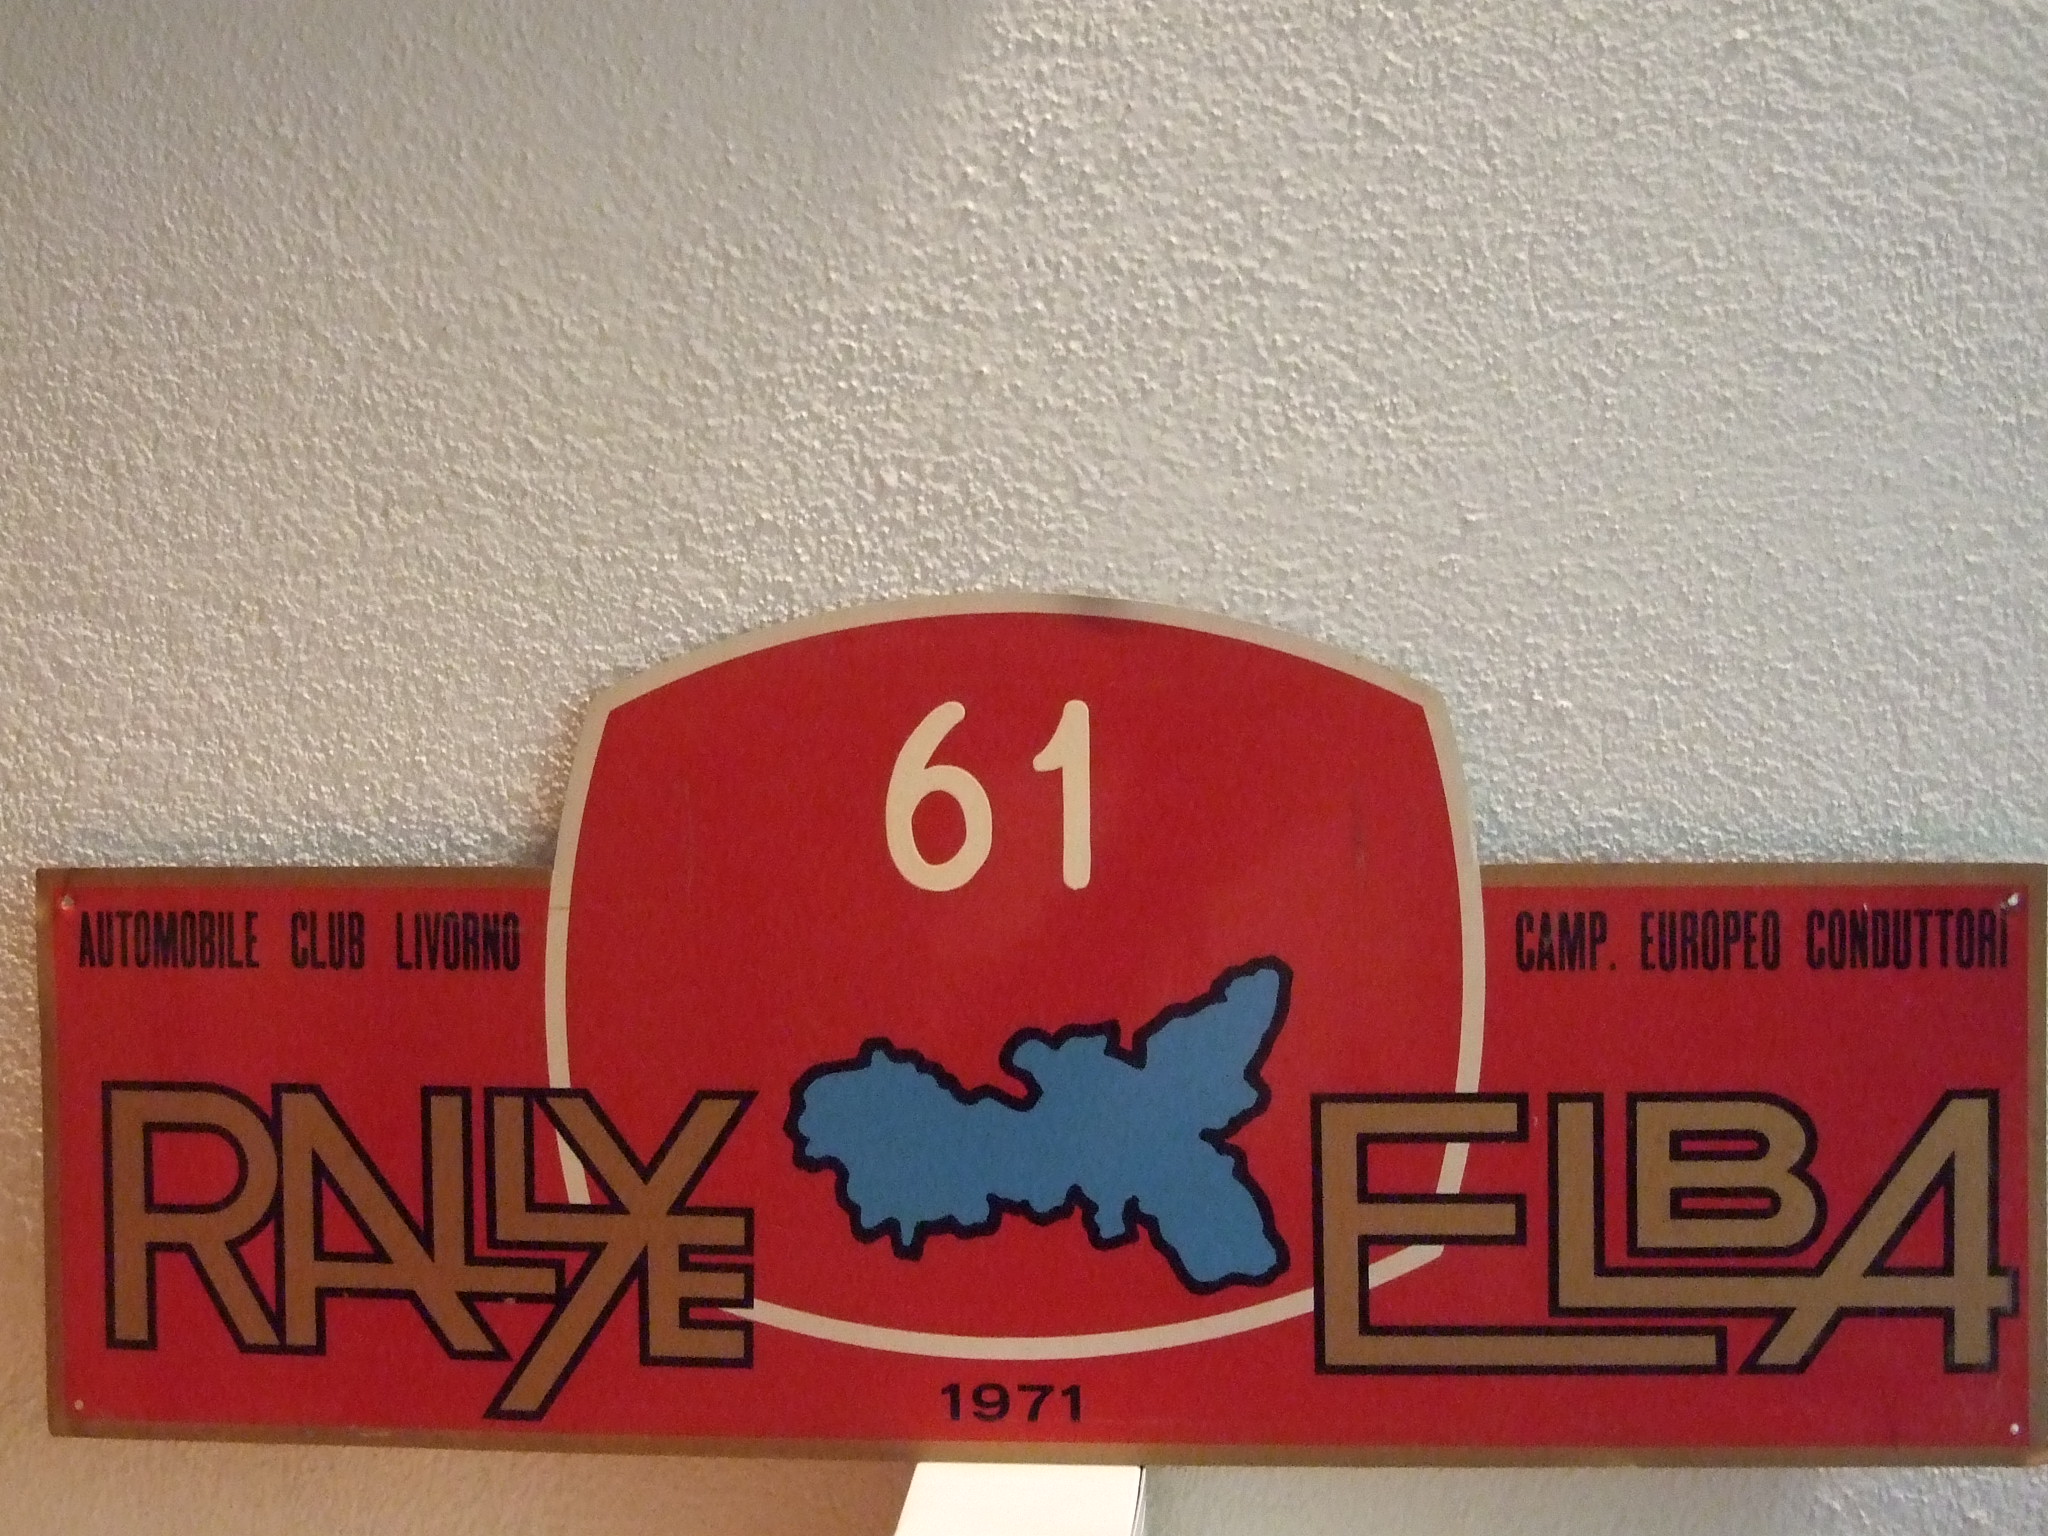 61
AUTOMOBILE CLUB LIVORNO
CAMP. EUROPEO CONDUTTORI
RALLYE ELBA
1971